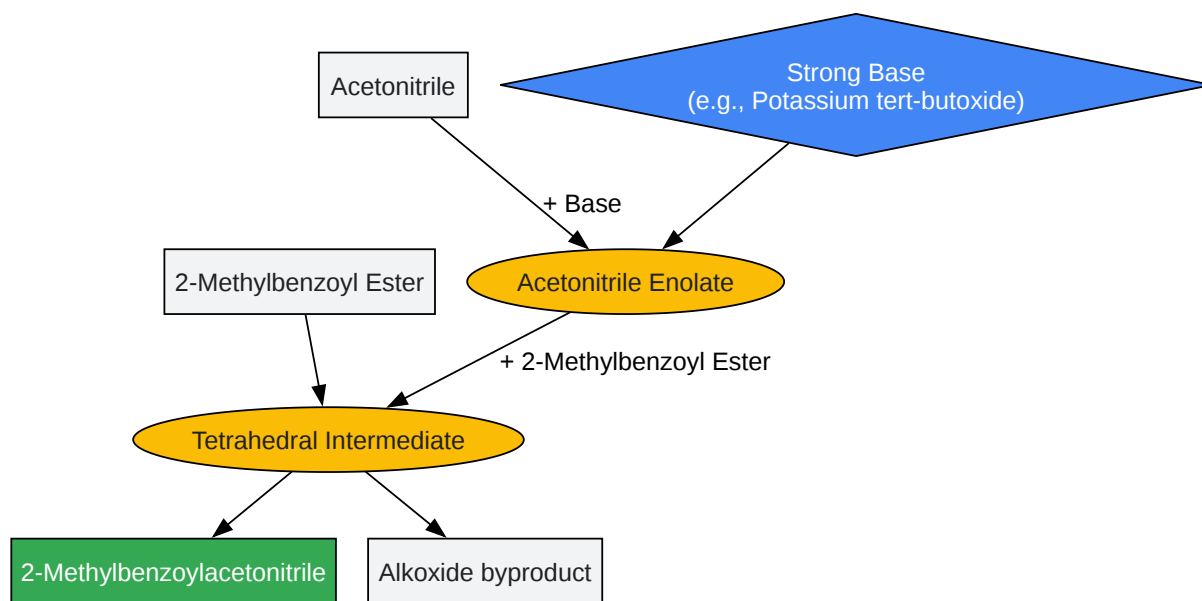 Acetonitrile
Strong Base
(e.g., Potassium tert-butoxide)
+ Base
2-Methylbenzoyl Ester
Acetonitrile Enolate
+ 2-Methylbenzoyl Ester
Tetrahedral Intermediate
2-Methylbenzoylacetonitrile
Alkoxide byproduct